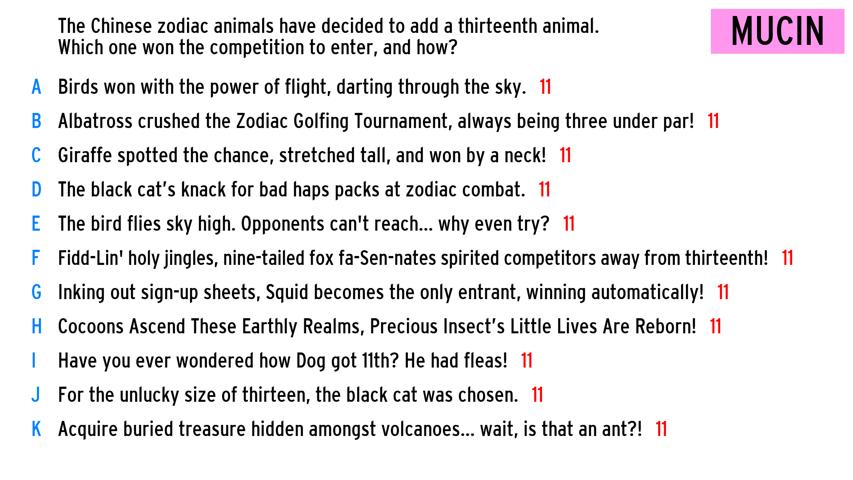 The Chinese zodiac animals have decided to add a thirteenth animal.
Which one won the competition to enter, and how?
MUCIN
A Birds won with the power of flight, darting through the sky. 11
B Albatross crushed the Zodiac Golfing Tournament, always being three under par! 11
C Giraffe spotted the chance, stretched tall, and won by a neck! 11
D The black cat’s knack for bad haps packs at zodiac combat. 11
E The bird flies sky high. Opponents can't reach... why even try? 11
F Fidd-Lin' holy jingles, nine-tailed fox fa-Sen-nates spirited competitors away from thirteenth! 11
G Inking out sign-up sheets, Squid becomes the only entrant, winning automatically! 11
H Cocoons Ascend These Earthly Realms, Precious Insect’s Little Lives Are Reborn! 11
I Have you ever wondered how Dog got 11th? He had fleas! 11
J For the unlucky size of thirteen, the black cat was chosen. 11
K Acquire buried treasure hidden amongst volcanoes... wait, is that an ant?! 11